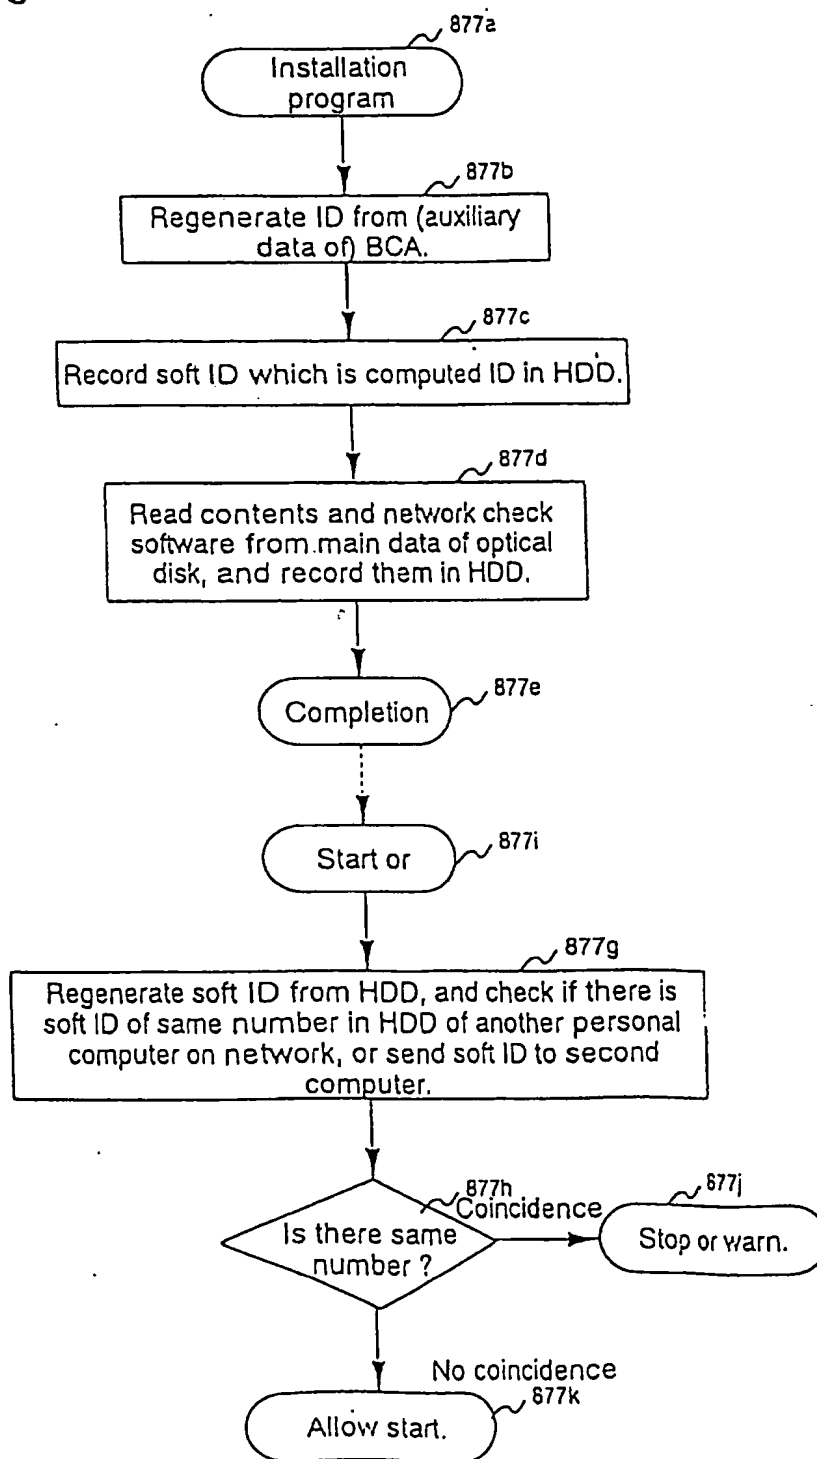 877a
Installation
program
877b
Regenerate ID from (auxiliary
data of) BCA.
877c
Record soft ID which is computed ID in HDD.
877d
Read contents and network check
software from main data of optical
disk, and record them in HDD.
877e
Completion
877i
Start or
877g
Regenerate soft ID from HDD, and check if there is
soft ID of same number in HDD of another personal
computer on network, or send soft ID to second
computer.
877h
Coincidence
877j
Is there same
number ?
Stop or warn.
No coincidence
877k
Allow start.